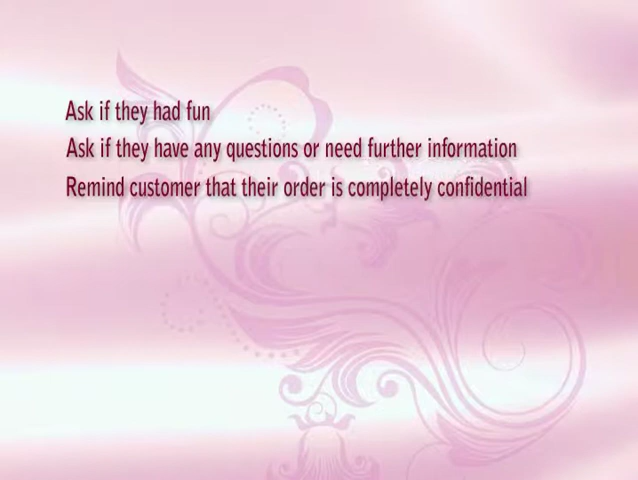 Ask if they had fun
Ask if they have any questions or need further information
Remind customer that their order is completely confidential